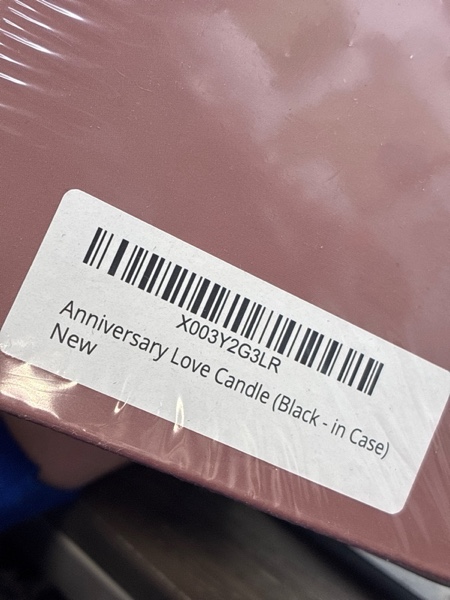 X003Y2G3LR
Anniversary Love Candle (Black - in Case)
New